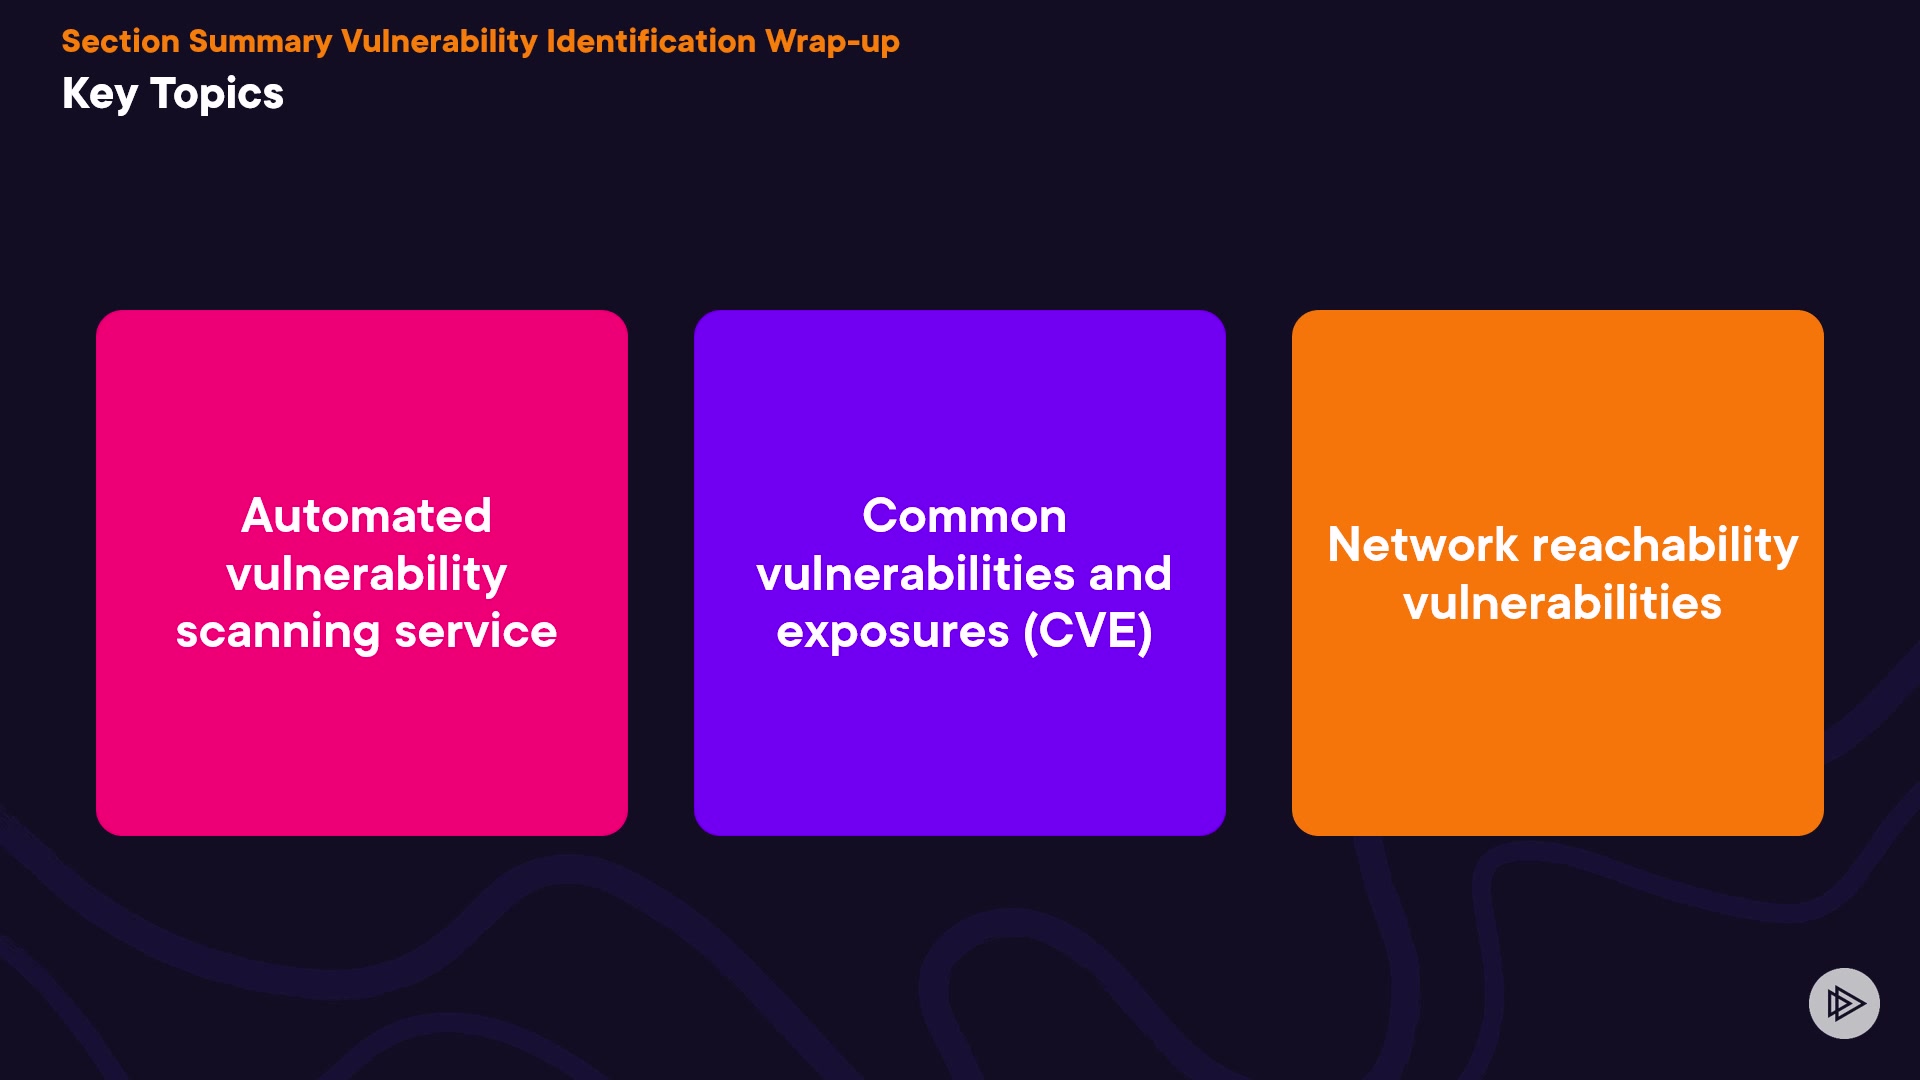 Section Summary Vulnerability Identification Wrap-up
Key Topics
Automated
vulnerability
scanning service
Common
vulnerabilities and
exposures (CVE)
Network reachability
vulnerabilities